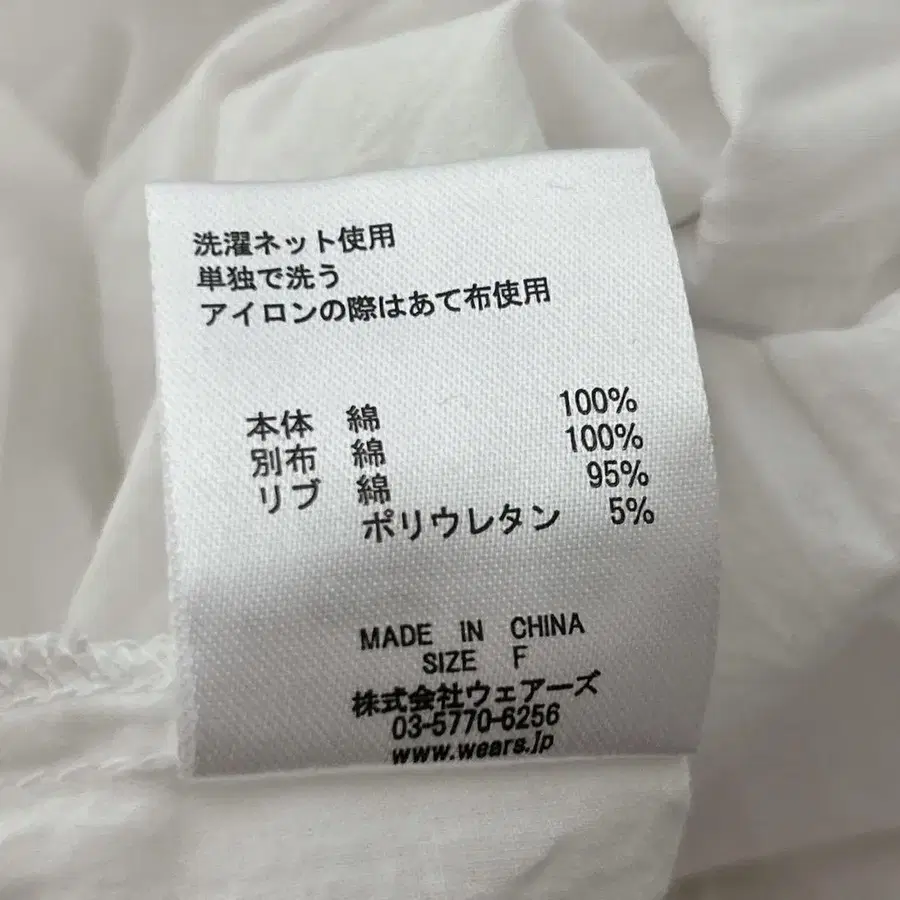 洗濯ネット使用
単独で洗う
アイロンの際はあて布使用
本体 綿 100%
別布 綿 100%
リブ 綿 95%
ポリウレタン 5%
MADE IN CHINA
SIZE F
株式会社ウェアーズ
03-5770-6256
www.wears.jp